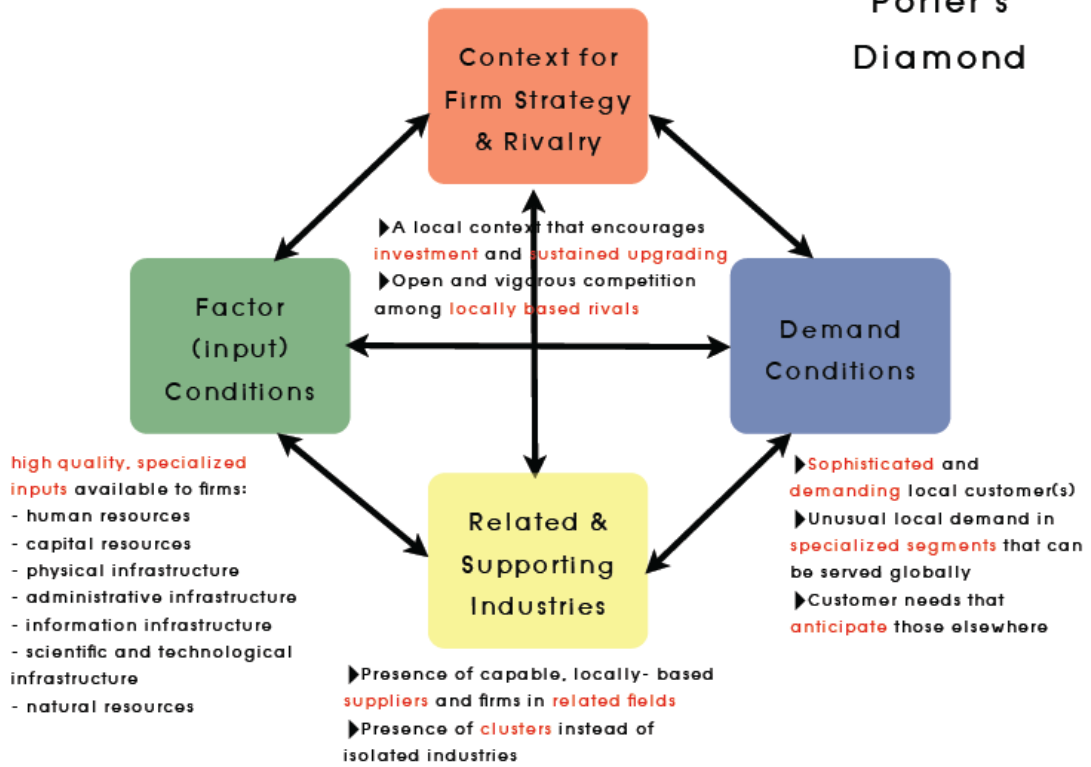 Porter's
Diamond
Context for
Firm Strategy
& Rivalry
▶A local context that encourages
investment and sustained upgrading
▶Open and vigorous competition
among locally based rivals
Factor
(input)
Conditions
Demand
Conditions
high quality, specialized
inputs available to firms:
- human resources
- capital resources
- physical infrastructure
- administrative infrastructure
- information infrastructure
- scientific and technological
infrastructure
- natural resources
Related &
Supporting
Industries
▶Presence of capable, locally- based
suppliers and firms in related fields
▶Presence of clusters instead of
isolated industries
▶Sophisticated and
demanding local customer(s)
▶Unusual local demand in
specialized segments that can
be served globally
▶Customer needs that
anticipate those elsewhere